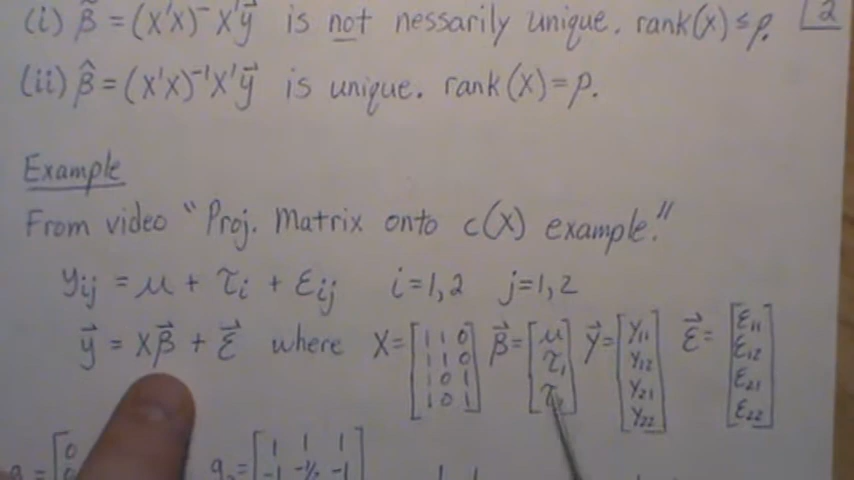 (i) β̃ = (X'X)⁻ X'y⃗ is not nessarily unique. rank(X) ≤ p. 2
(ii) β̂ = (X'X)⁻¹X'y⃗ is unique. rank(X) = p.
Example
From video "Proj. Matrix onto c(X) example."
yij = μ + τi + εij i=1,2 j=1,2
y⃗ = Xβ⃗ + ε⃗ where X = [1 1 0; 1 1 0; 1 0 1; 1 0 1] β⃗ = [μ; τ1; τ2] y⃗ = [y11; y12; y21; y22] ε⃗ = [ε11; ε12; ε21; ε22]